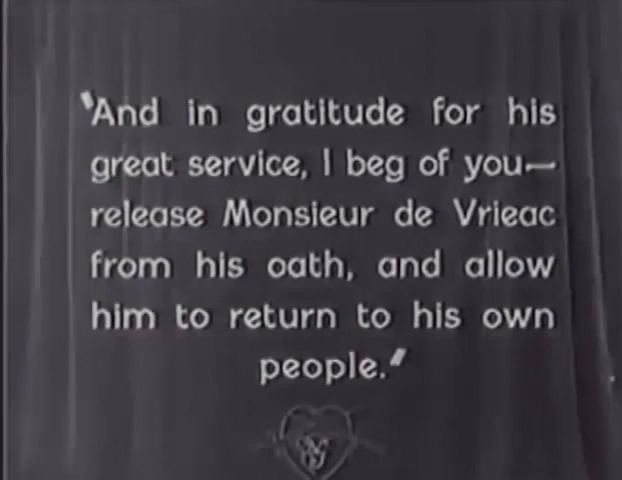 "And in gratitude for his
great service, I beg of you—
release Monsieur de Vrieac
from his oath, and allow
him to return to his own
people."